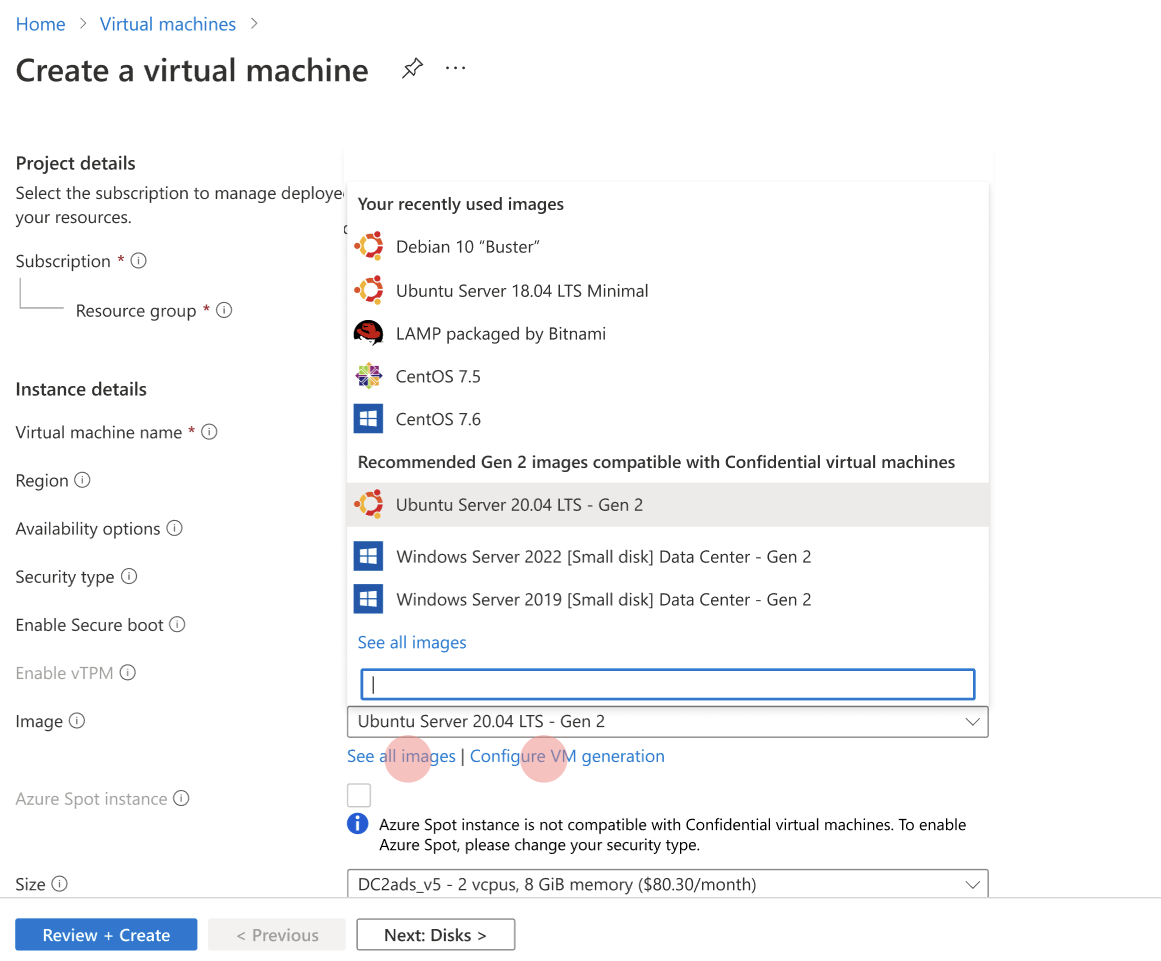 Home > Virtual machines >
Create a virtual machine
Project details
Select the subscription to manage deploye
your resources.
Subscription *
Resource group *
Instance details
Virtual machine name *
Region
Availability options
Security type
Enable Secure boot
Enable vTPM
Image
Your recently used images
Debian 10 “Buster”
Ubuntu Server 18.04 LTS Minimal
LAMP packaged by Bitnami
CentOS 7.5
CentOS 7.6
Recommended Gen 2 images compatible with Confidential virtual machines
Ubuntu Server 20.04 LTS - Gen 2
Windows Server 2022 [Small disk] Data Center - Gen 2
Windows Server 2019 [Small disk] Data Center - Gen 2
See all images
Ubuntu Server 20.04 LTS - Gen 2
See all images | Configure VM generation
Azure Spot instance
Azure Spot instance is not compatible with Confidential virtual machines. To enable
Azure Spot, please change your security type.
Size
DC2ads_v5 - 2 vcpus, 8 GiB memory ($80.30/month)
Review + Create
< Previous
Next: Disks >